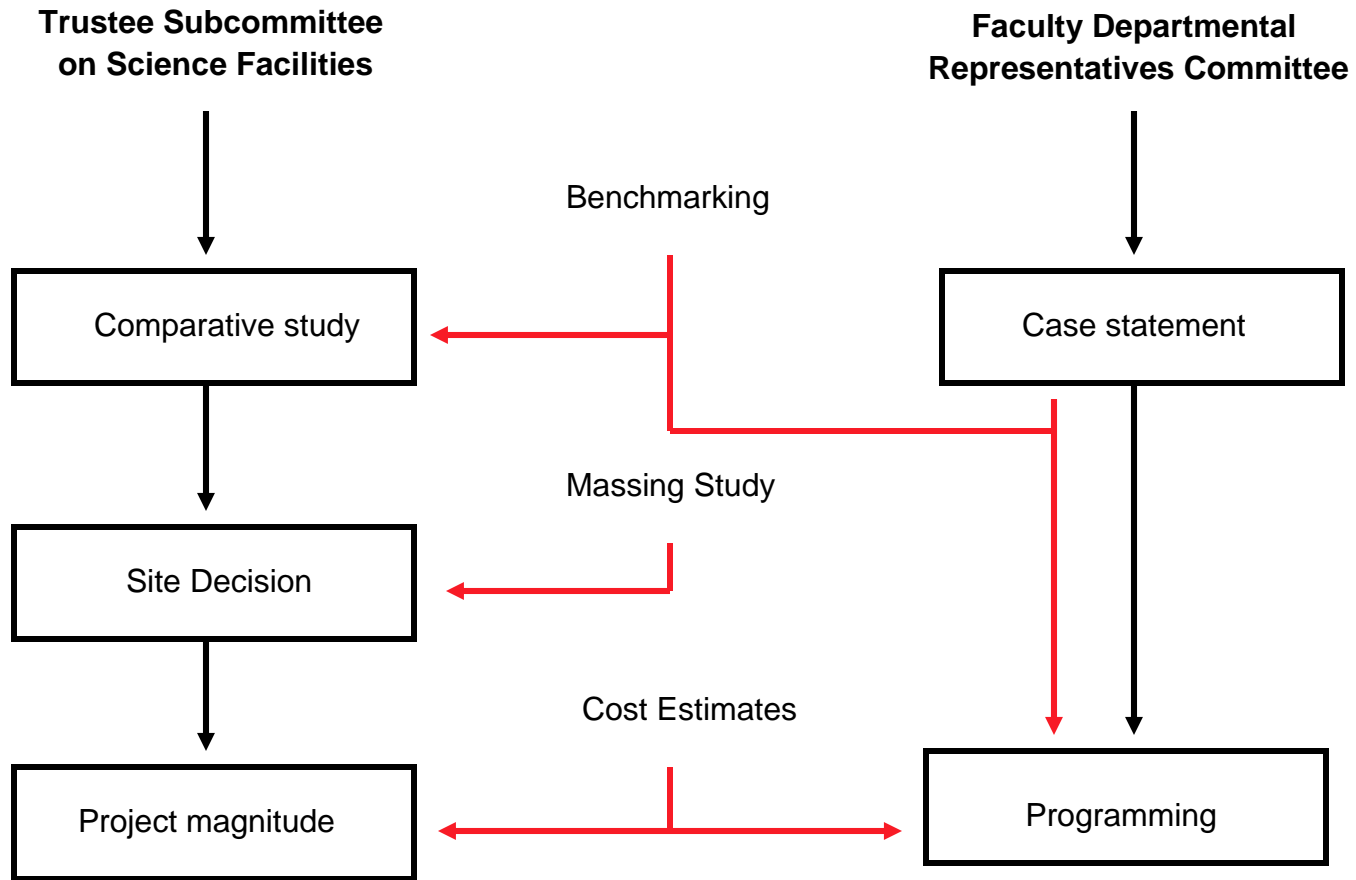 Trustee Subcommittee
on Science Facilities
Faculty Departmental
Representatives Committee
Benchmarking
Comparative study
Case statement
Massing Study
Site Decision
Cost Estimates
Project magnitude
Programming